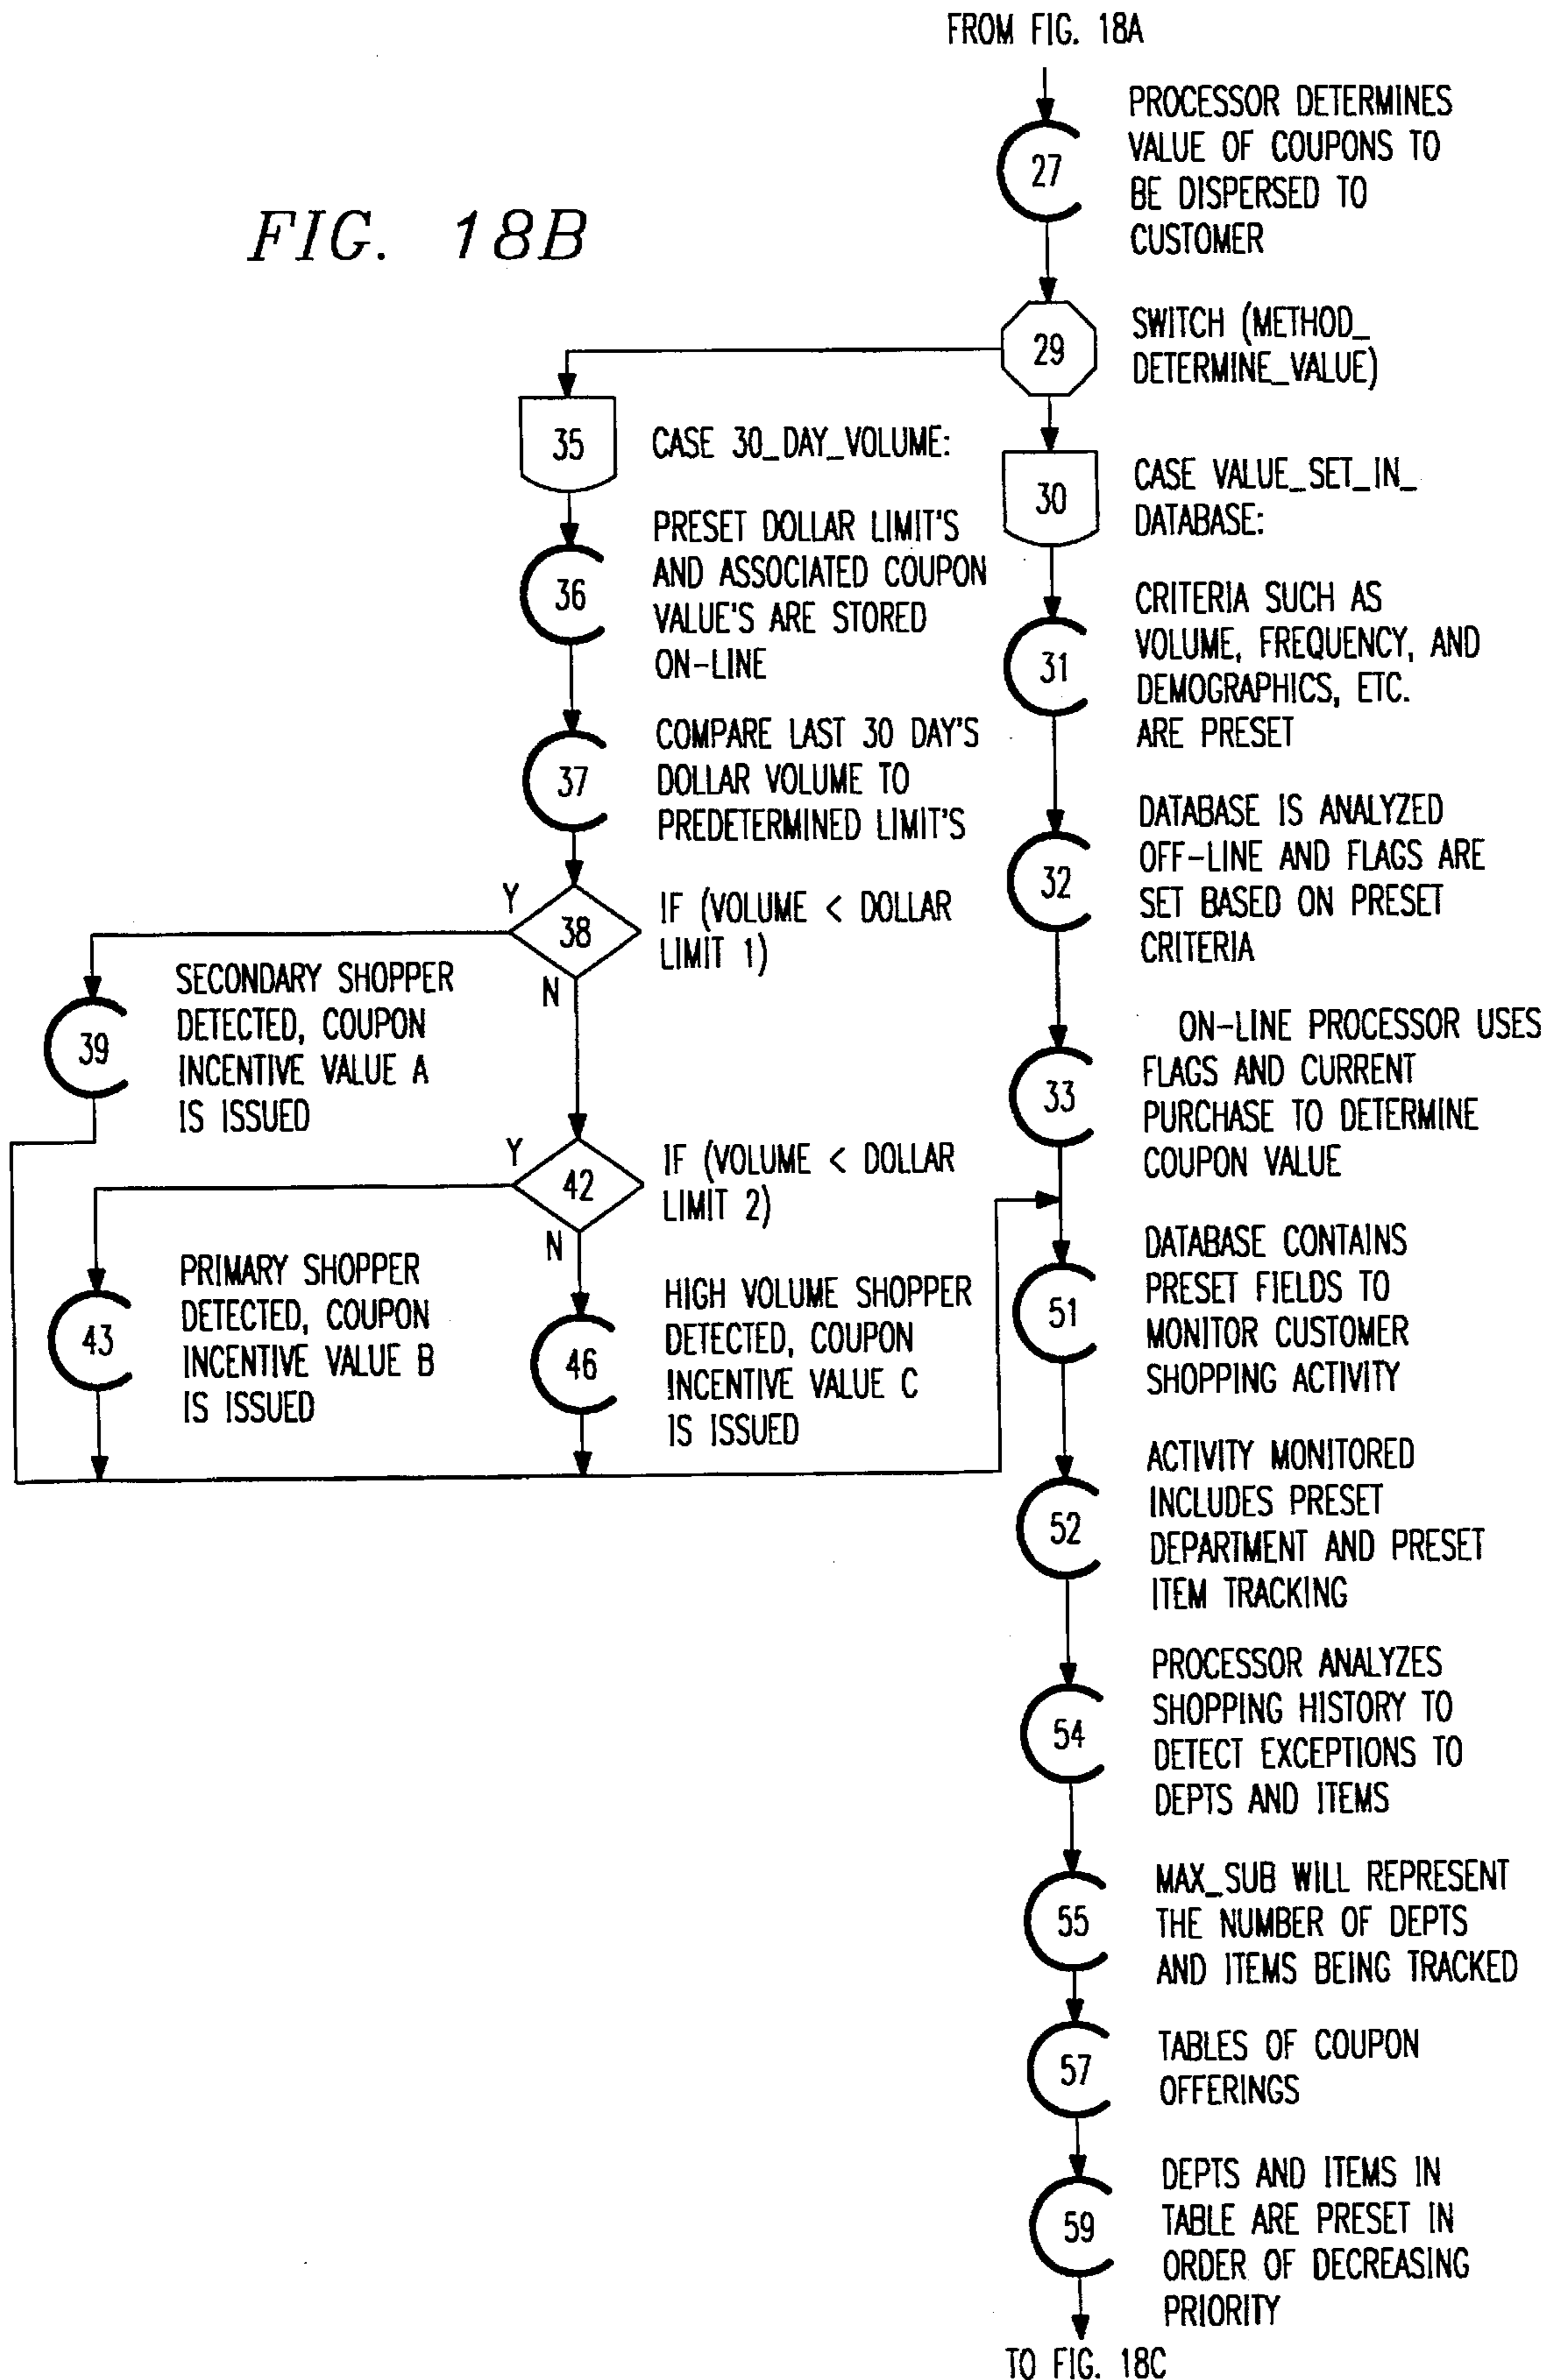 FROM FIG. 18A
FIG. 18B
27
PROCESSOR DETERMINES
VALUE OF COUPONS TO
BE DISPERSED TO
CUSTOMER
29
SWITCH (METHOD_
DETERMINE_VALUE)
35
CASE 30_DAY_VOLUME:
36
PRESET DOLLAR LIMIT'S
AND ASSOCIATED COUPON
VALUE'S ARE STORED
ON-LINE
37
COMPARE LAST 30 DAY'S
DOLLAR VOLUME TO
PREDETERMINED LIMIT'S
Y
38
N
IF (VOLUME < DOLLAR
LIMIT 1)
39
SECONDARY SHOPPER
DETECTED, COUPON
INCENTIVE VALUE A
IS ISSUED
Y
42
N
IF (VOLUME < DOLLAR
LIMIT 2)
43
PRIMARY SHOPPER
DETECTED, COUPON
INCENTIVE VALUE B
IS ISSUED
46
HIGH VOLUME SHOPPER
DETECTED, COUPON
INCENTIVE VALUE C
IS ISSUED
30
CASE VALUE_SET_IN_
DATABASE:
31
CRITERIA SUCH AS
VOLUME, FREQUENCY, AND
DEMOGRAPHICS, ETC.
ARE PRESET
32
DATABASE IS ANALYZED
OFF-LINE AND FLAGS ARE
SET BASED ON PRESET
CRITERIA
33
ON-LINE PROCESSOR USES
FLAGS AND CURRENT
PURCHASE TO DETERMINE
COUPON VALUE
51
DATABASE CONTAINS
PRESET FIELDS TO
MONITOR CUSTOMER
SHOPPING ACTIVITY
52
ACTIVITY MONITORED
INCLUDES PRESET
DEPARTMENT AND PRESET
ITEM TRACKING
54
PROCESSOR ANALYZES
SHOPPING HISTORY TO
DETECT EXCEPTIONS TO
DEPTS AND ITEMS
55
MAX_SUB WILL REPRESENT
THE NUMBER OF DEPTS
AND ITEMS BEING TRACKED
57
TABLES OF COUPON
OFFERINGS
59
DEPTS AND ITEMS IN
TABLE ARE PRESET IN
ORDER OF DECREASING
PRIORITY
TO FIG. 18C